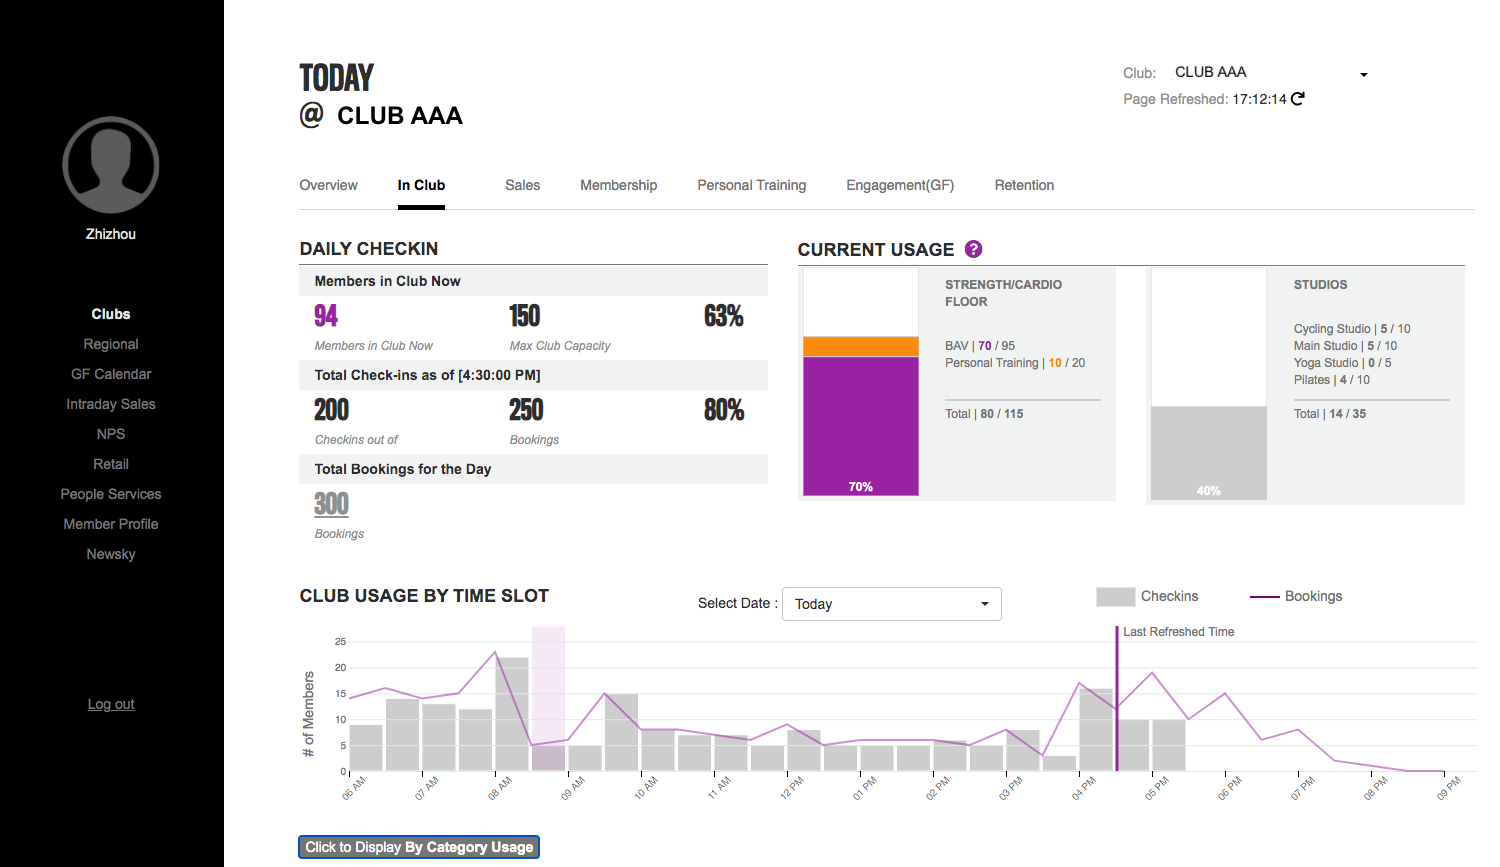 TODAY
@ CLUB AAA
Club: CLUB AAA
Page Refreshed: 17:12:14
Zhizhou
Clubs
Regional
GF Calendar
Intraday Sales
NPS
Retail
People Services
Member Profile
Newsky
Log out
Overview In Club Sales Membership Personal Training Engagement(GF) Retention
DAILY CHECKIN
Members in Club Now
94 150 63%
Members in Club Now Max Club Capacity
Total Check-ins as of [4:30:00 PM]
200 250 80%
Checkins out of Bookings
Total Bookings for the Day
300
Bookings
CURRENT USAGE ?
70%
STRENGTH/CARDIO
FLOOR
BAV | 70 / 95
Personal Training | 10 / 20
Total | 80 / 115
40%
STUDIOS
Cycling Studio | 5 / 10
Main Studio | 5 / 10
Yoga Studio | 0 / 5
Pilates | 4 / 10
Total | 14 / 35
CLUB USAGE BY TIME SLOT
Select Date : Today
Checkins Bookings
Last Refreshed Time
# of Members
25
20
15
10
5
0
06 AM 07 AM 08 AM 09 AM 10 AM 11 AM 12 PM 01 PM 02 PM 03 PM 04 PM 05 PM 06 PM 07 PM 08 PM 09 PM
Click to Display By Category Usage